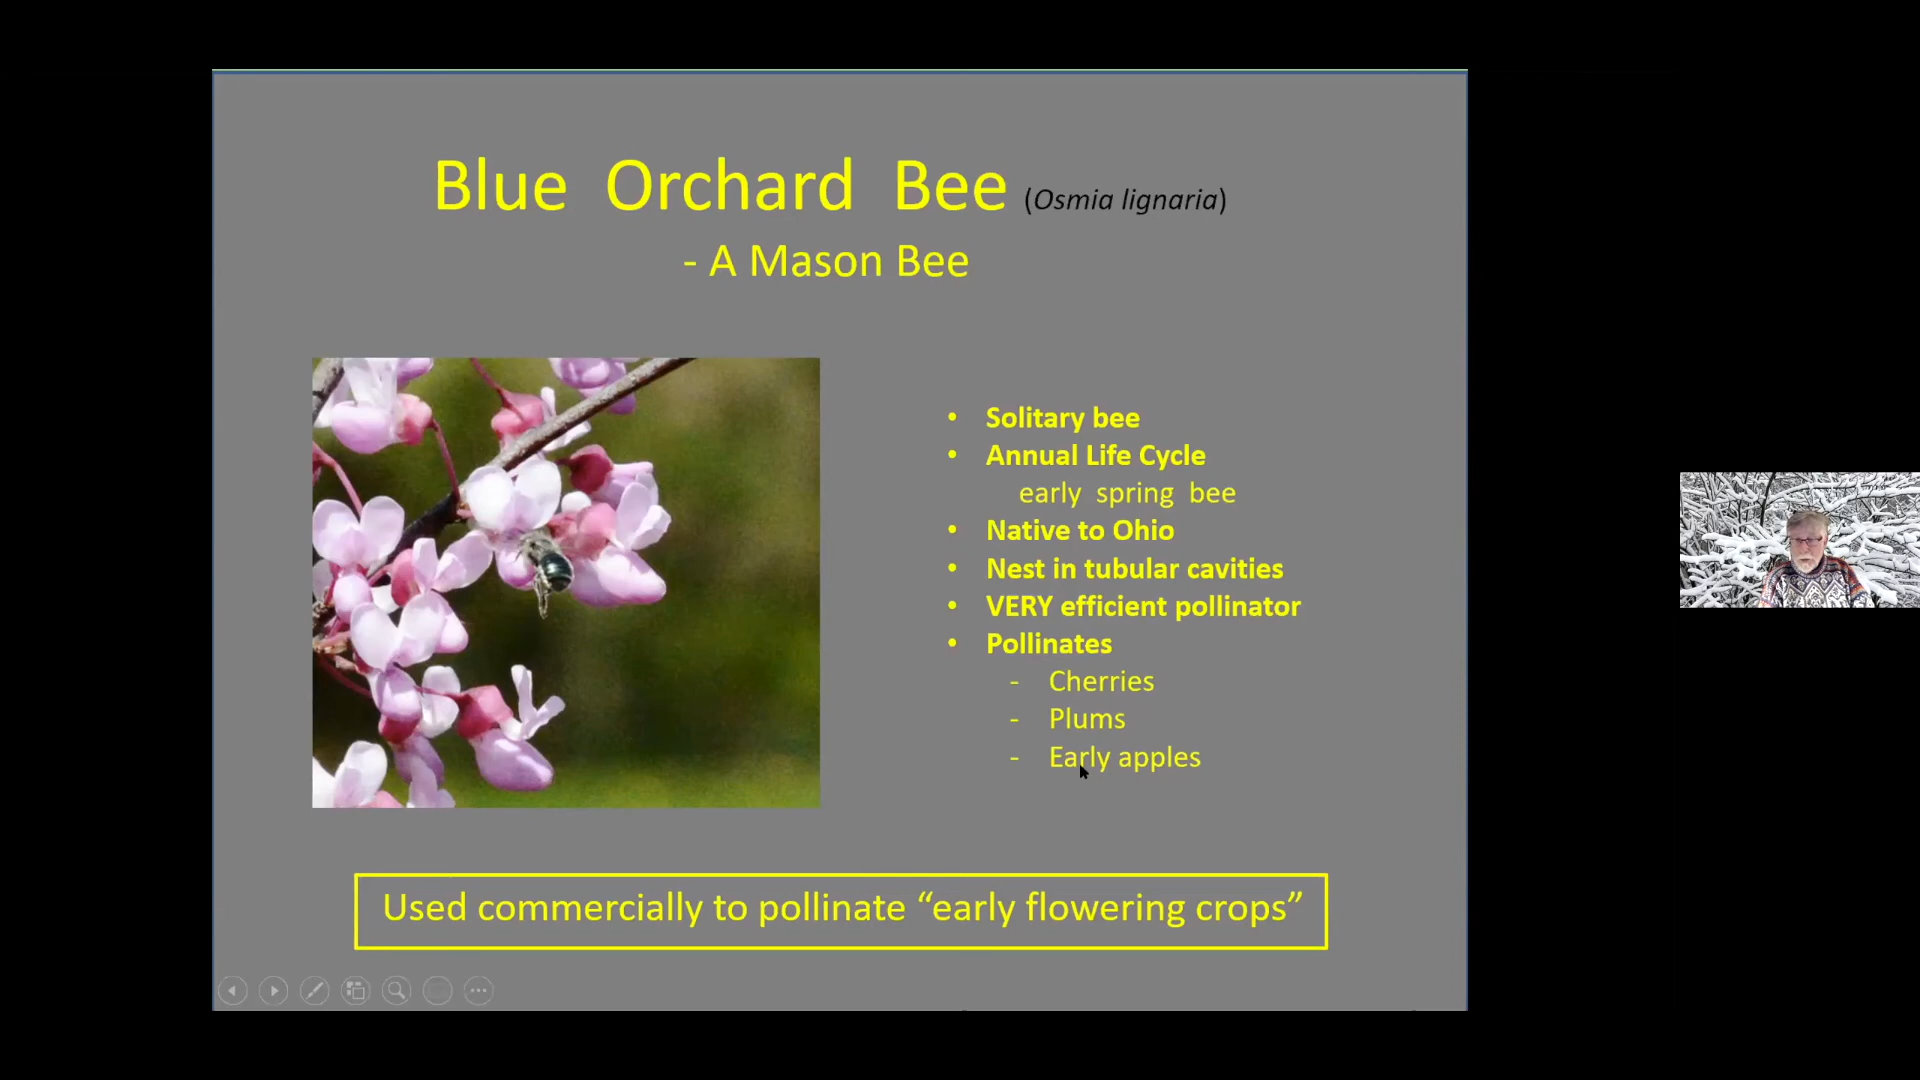 Blue Orchard Bee (Osmia lignaria)
- A Mason Bee
• Solitary bee
• Annual Life Cycle
early spring bee
• Native to Ohio
• Nest in tubular cavities
• VERY efficient pollinator
• Pollinates
- Cherries
- Plums
- Early apples
Used commercially to pollinate “early flowering crops”